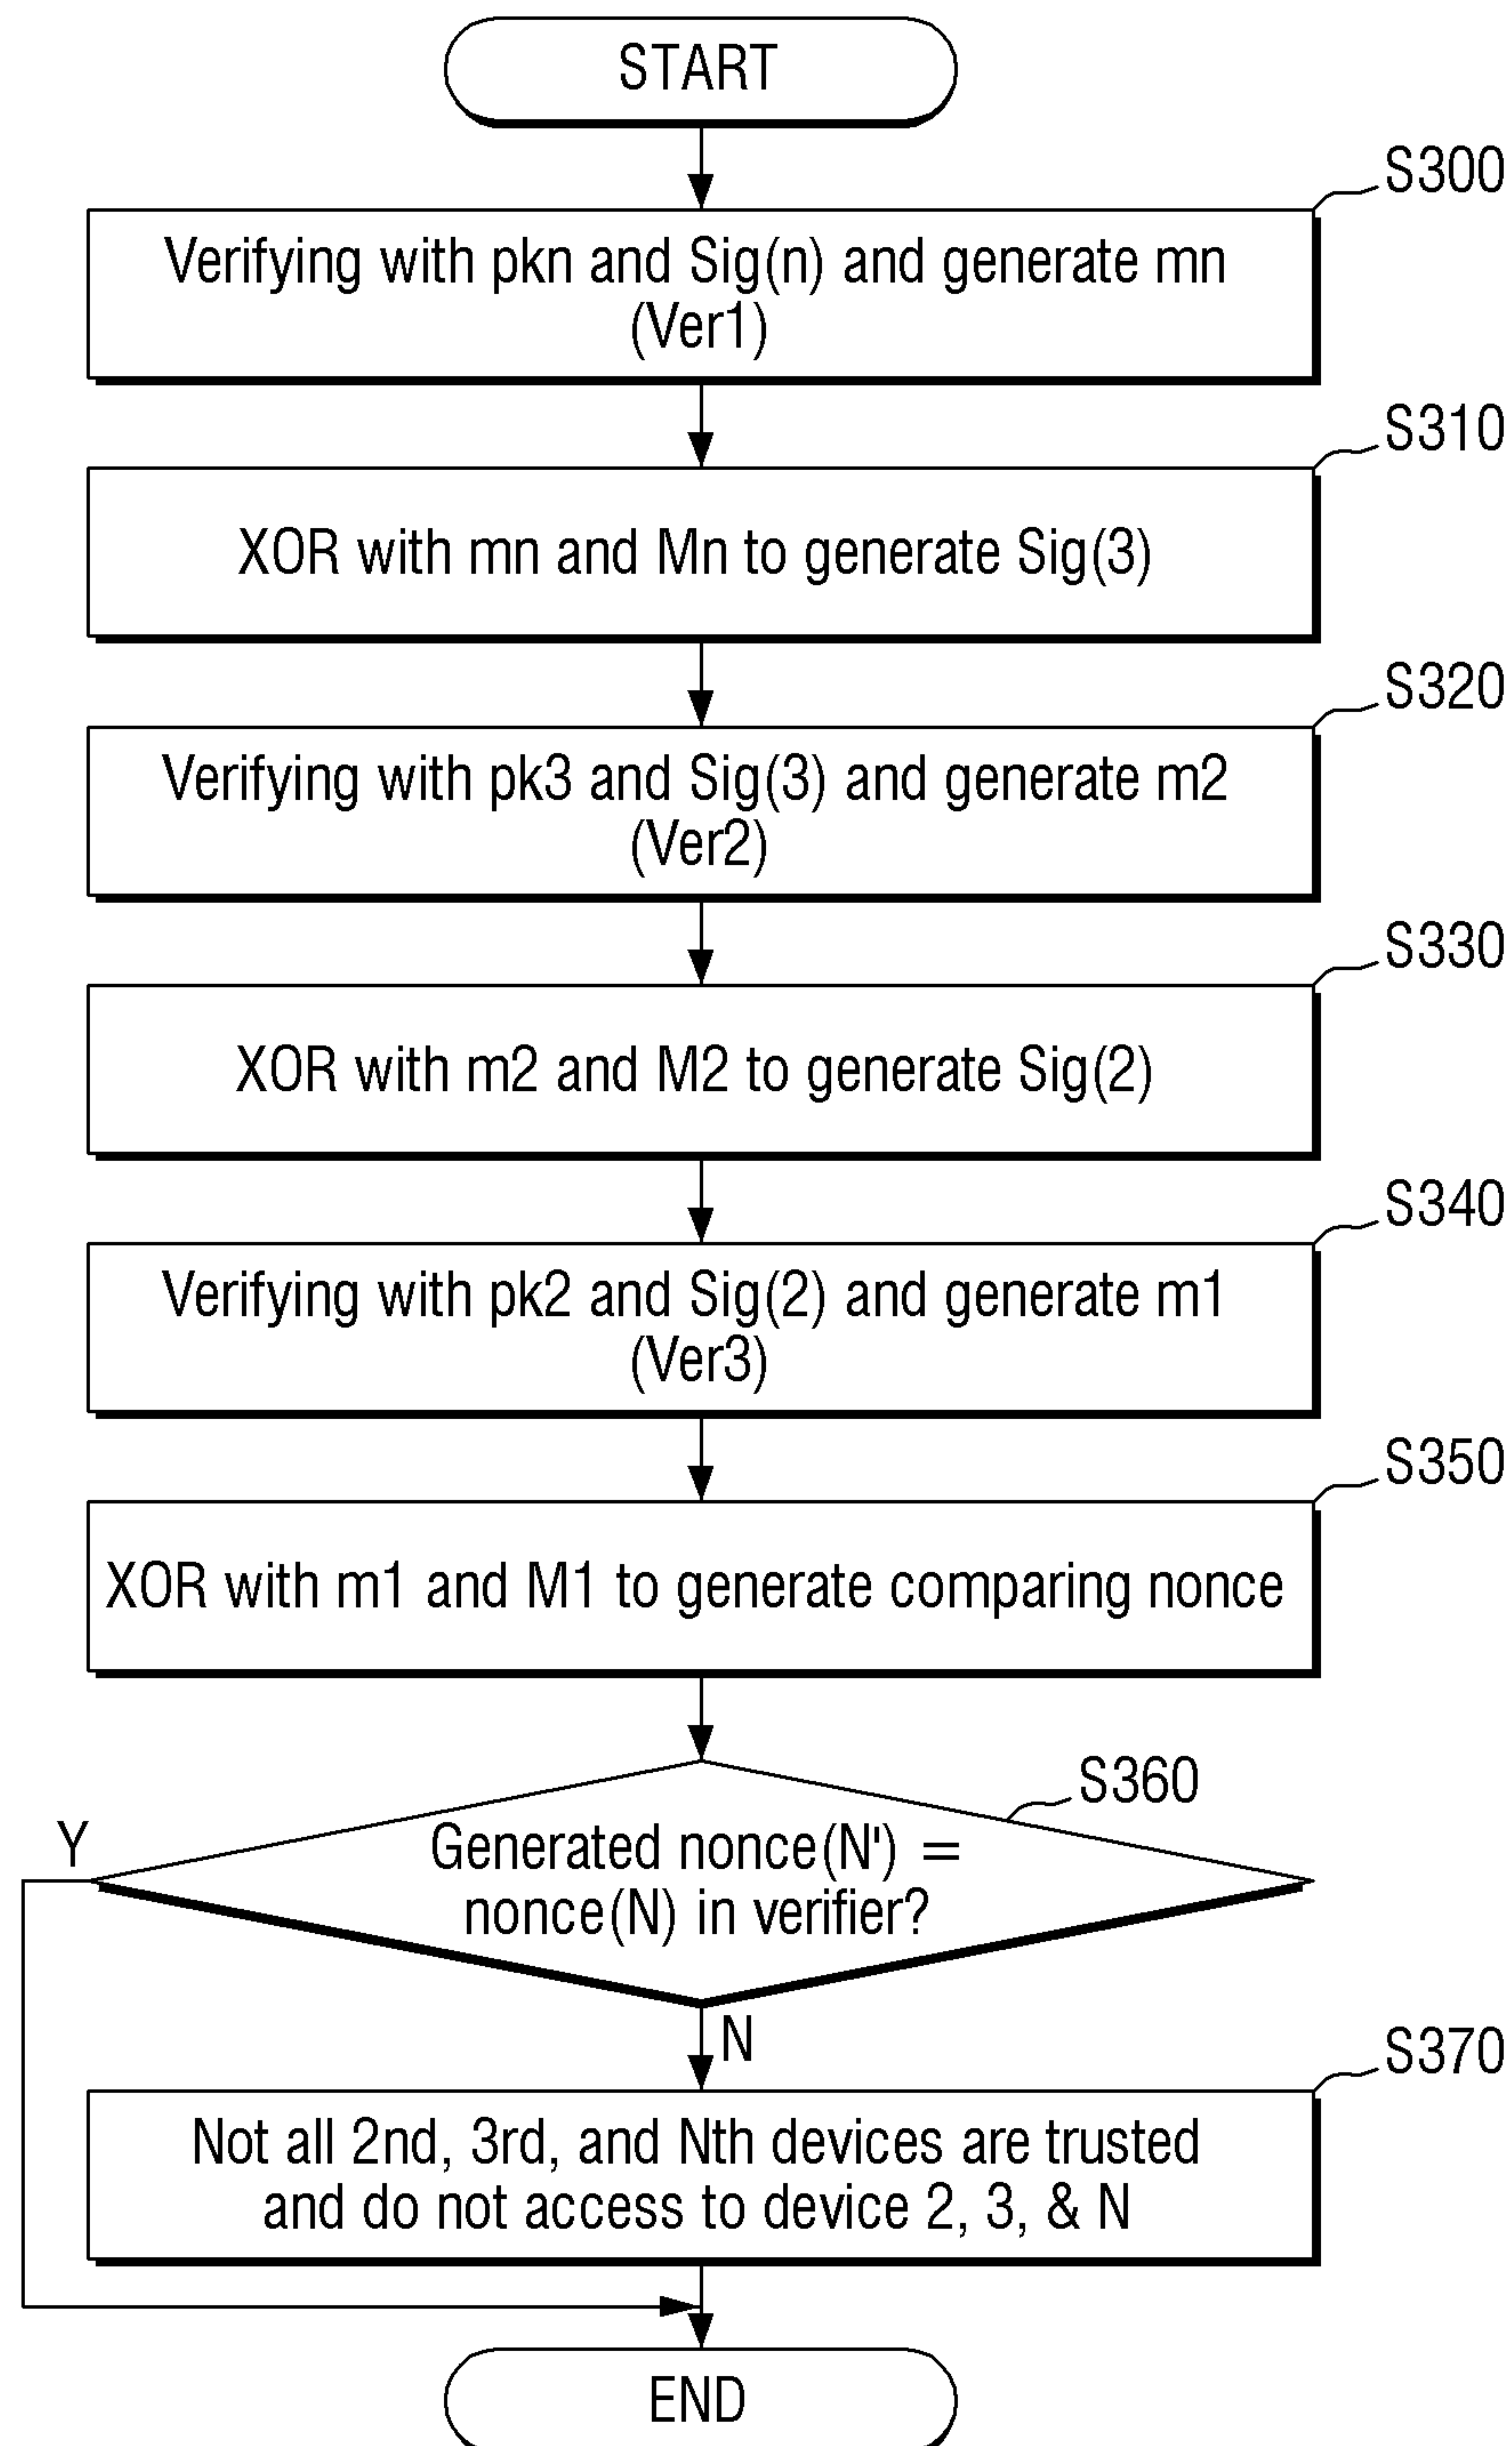 START
S300
Verifying with pkn and Sig(n) and generate mn
(Ver1)
S310
XOR with mn and Mn to generate Sig(3)
S320
Verifying with pk3 and Sig(3) and generate m2
(Ver2)
S330
XOR with m2 and M2 to generate Sig(2)
S340
Verifying with pk2 and Sig(2) and generate m1
(Ver3)
S350
XOR with m1 and M1 to generate comparing nonce
S360
Y
Generated nonce(N') =
nonce(N) in verifier?
N
S370
Not all 2nd, 3rd, and Nth devices are trusted
and do not access to device 2, 3, & N
END